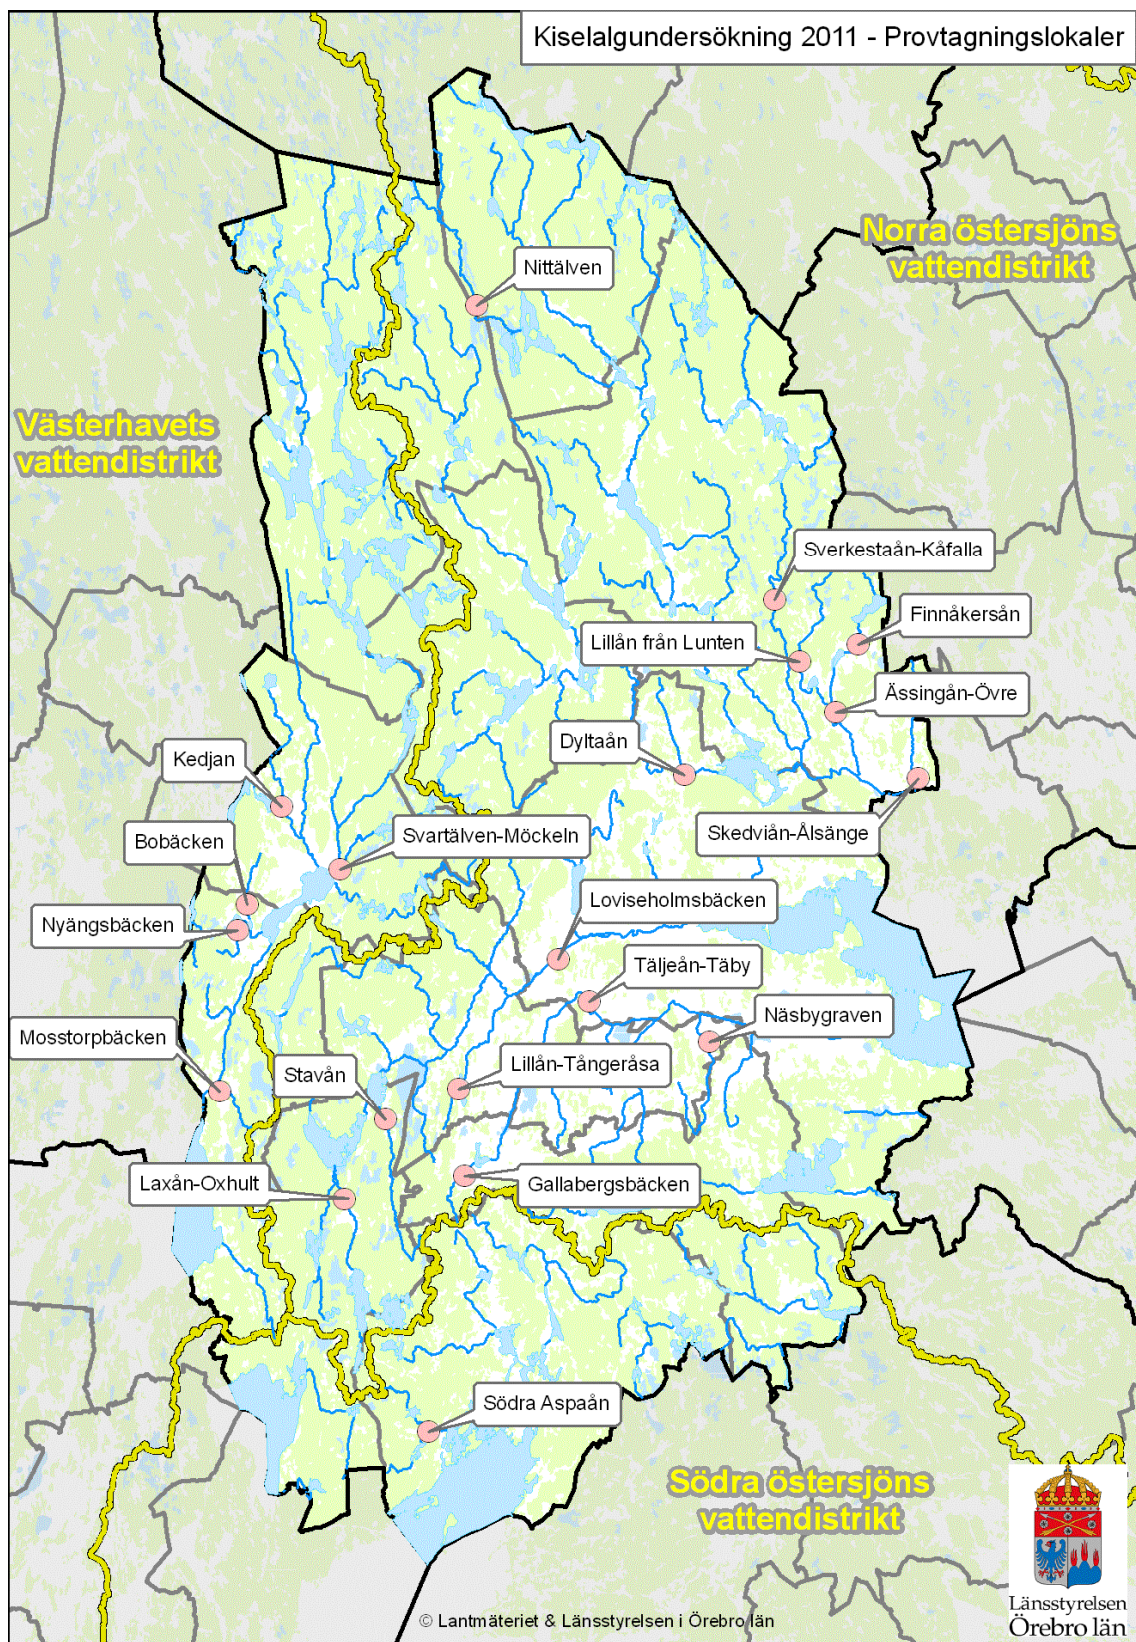 Kiselalgundersökning 2011 - Provtagningslokaler
Norra östersjöns
vattendistrikt
Nittälven
Västerhavets
vattendistrikt
Sverkestaån-Kåfalla
Finnåkersån
Lillån från Lunten
Ässingån-Övre
Dyltaån
Kedjan
Skedviån-Ålsänge
Svartälven-Möckeln
Bobäcken
Loviseholmsbäcken
Nyängsbäcken
Täljeån-Täby
Näsbygraven
Mosstorpbäcken
Lillån-Tångeråsa
Stavån
Laxån-Oxhult
Gallabergsbäcken
Södra Aspaån
Södra östersjöns
vattendistrikt
Länsstyrelsen
Örebro län
© Lantmäteriet & Länsstyrelsen i Örebro län